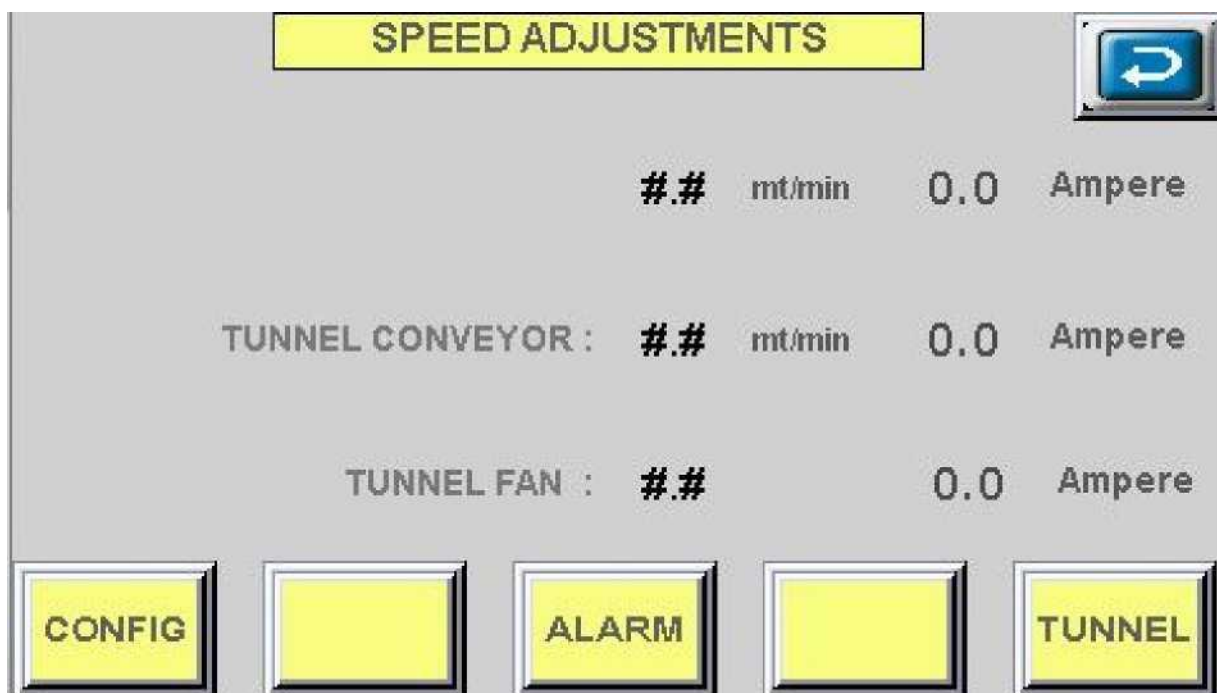 SPEED ADJUSTMENTS
#.# mt/min 0.0 Ampere
TUNNEL CONVEYOR : #.# mt/min 0.0 Ampere
TUNNEL FAN : #.# 0.0 Ampere
CONFIG ALARM TUNNEL